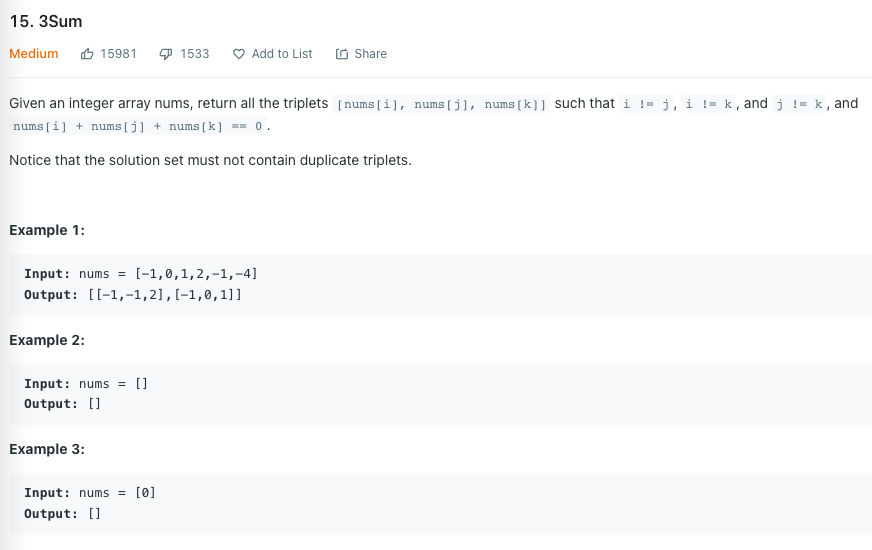 15. 3Sum
Medium 15981 1533 Add to List Share
Given an integer array nums, return all the triplets [nums[i], nums[j], nums[k]] such that i != j, i != k, and j != k, and
nums[i] + nums[j] + nums[k] == 0.
Notice that the solution set must not contain duplicate triplets.
Example 1:
Input: nums = [-1,0,1,2,-1,-4]
Output: [[-1,-1,2],[-1,0,1]]
Example 2:
Input: nums = []
Output: []
Example 3:
Input: nums = [0]
Output: []